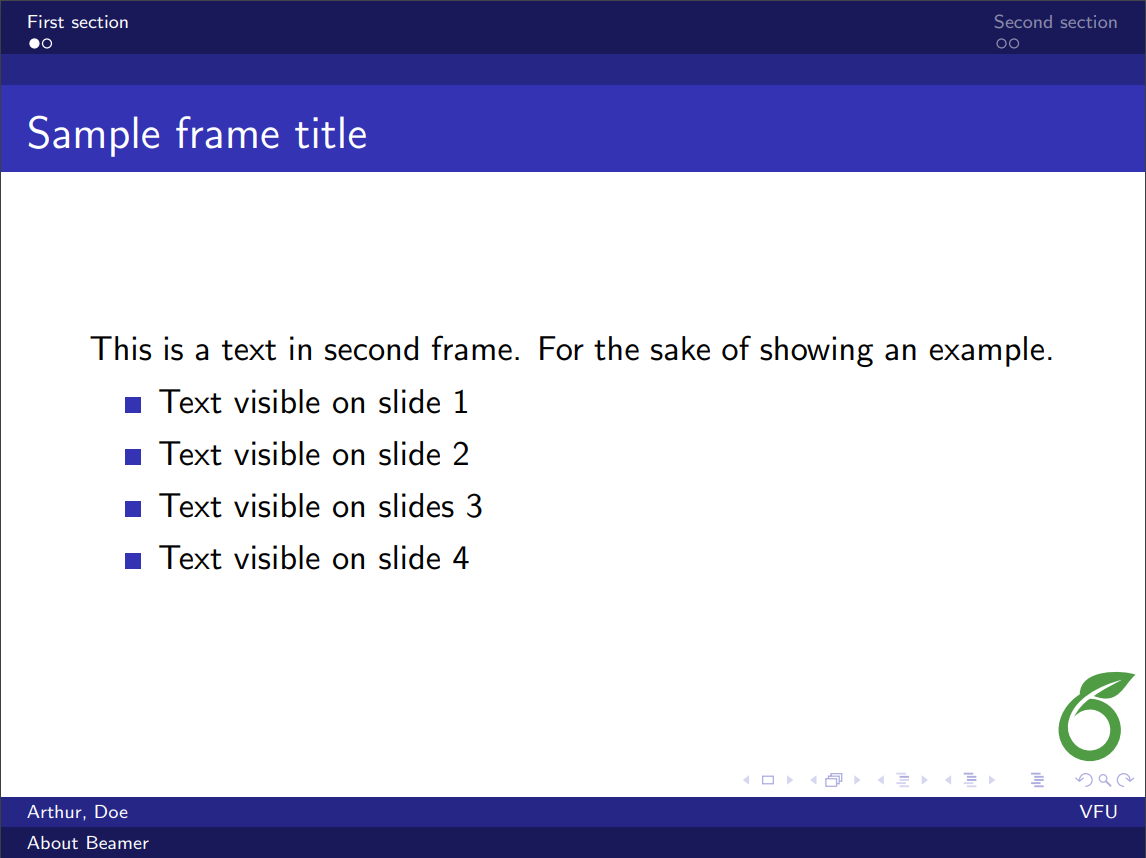 First section
Second section
Sample frame title
This is a text in second frame. For the sake of showing an example.
Text visible on slide 1
Text visible on slide 2
Text visible on slides 3
Text visible on slide 4
Arthur, Doe
VFU
About Beamer